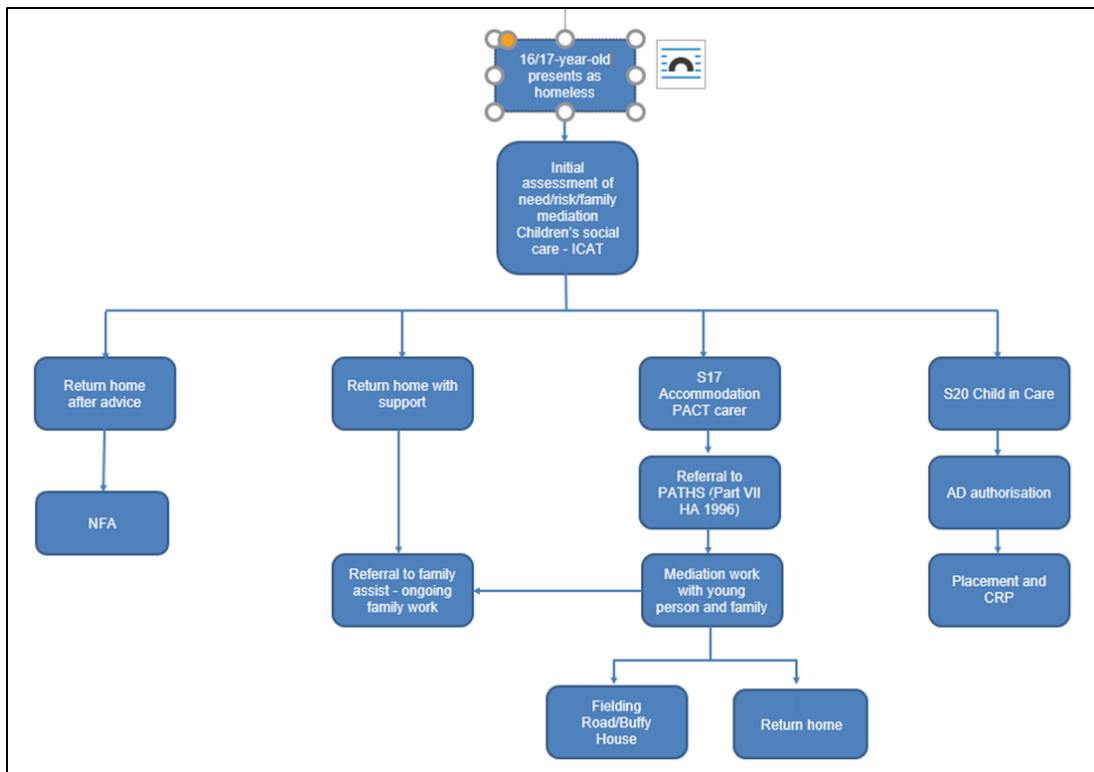 16/17-year-old
presents as
homeless
Initial
assessment of
need/risk/family
mediation
Children's social
care - ICAT
Return home
after advice
Return home with
support
S17
Accommodation
PACT carer
S20 Child in Care
NFA
Referral to
PATHS (Part VII
HA 1996)
AD authorisation
Referral to family
assist - ongoing
family work
Mediation work
with young
person and family
Placement and
CRP
Fielding
Road/Buffy
House
Return home